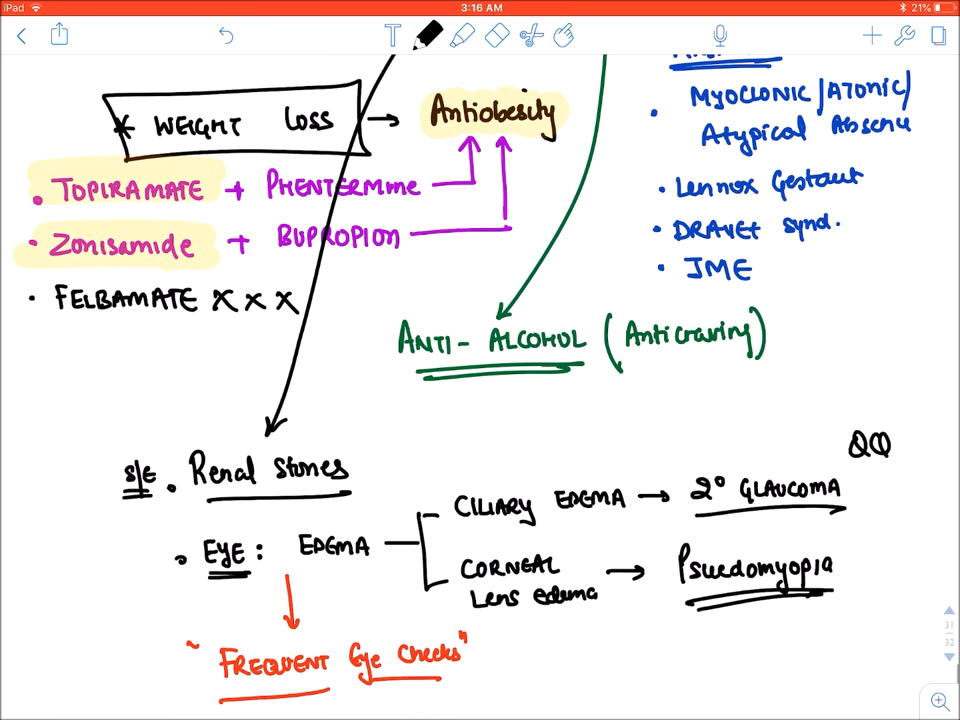 iPad
3:16 AM
21%
* WEIGHT LOSS → Antiobesity
• TOPIRAMATE + PHENTERMINE
• Zonisamide + BUPROPION
• FELBAMATE X X X
• MYOCLONIC/ATONIC/
Atypical Absence
• Lennox Gestaut
• DRAVET synd.
• JME
ANTI-ALCOHOL (Anticraving)
S/E • Renal Stones
• EYE: EDEMA
CILIARY EDEMA → 2° GLAUCOMA
CORNEAL → Psuedomyopia
Lens edema
QQ
"FREQUENT Eye Checks"
31
32